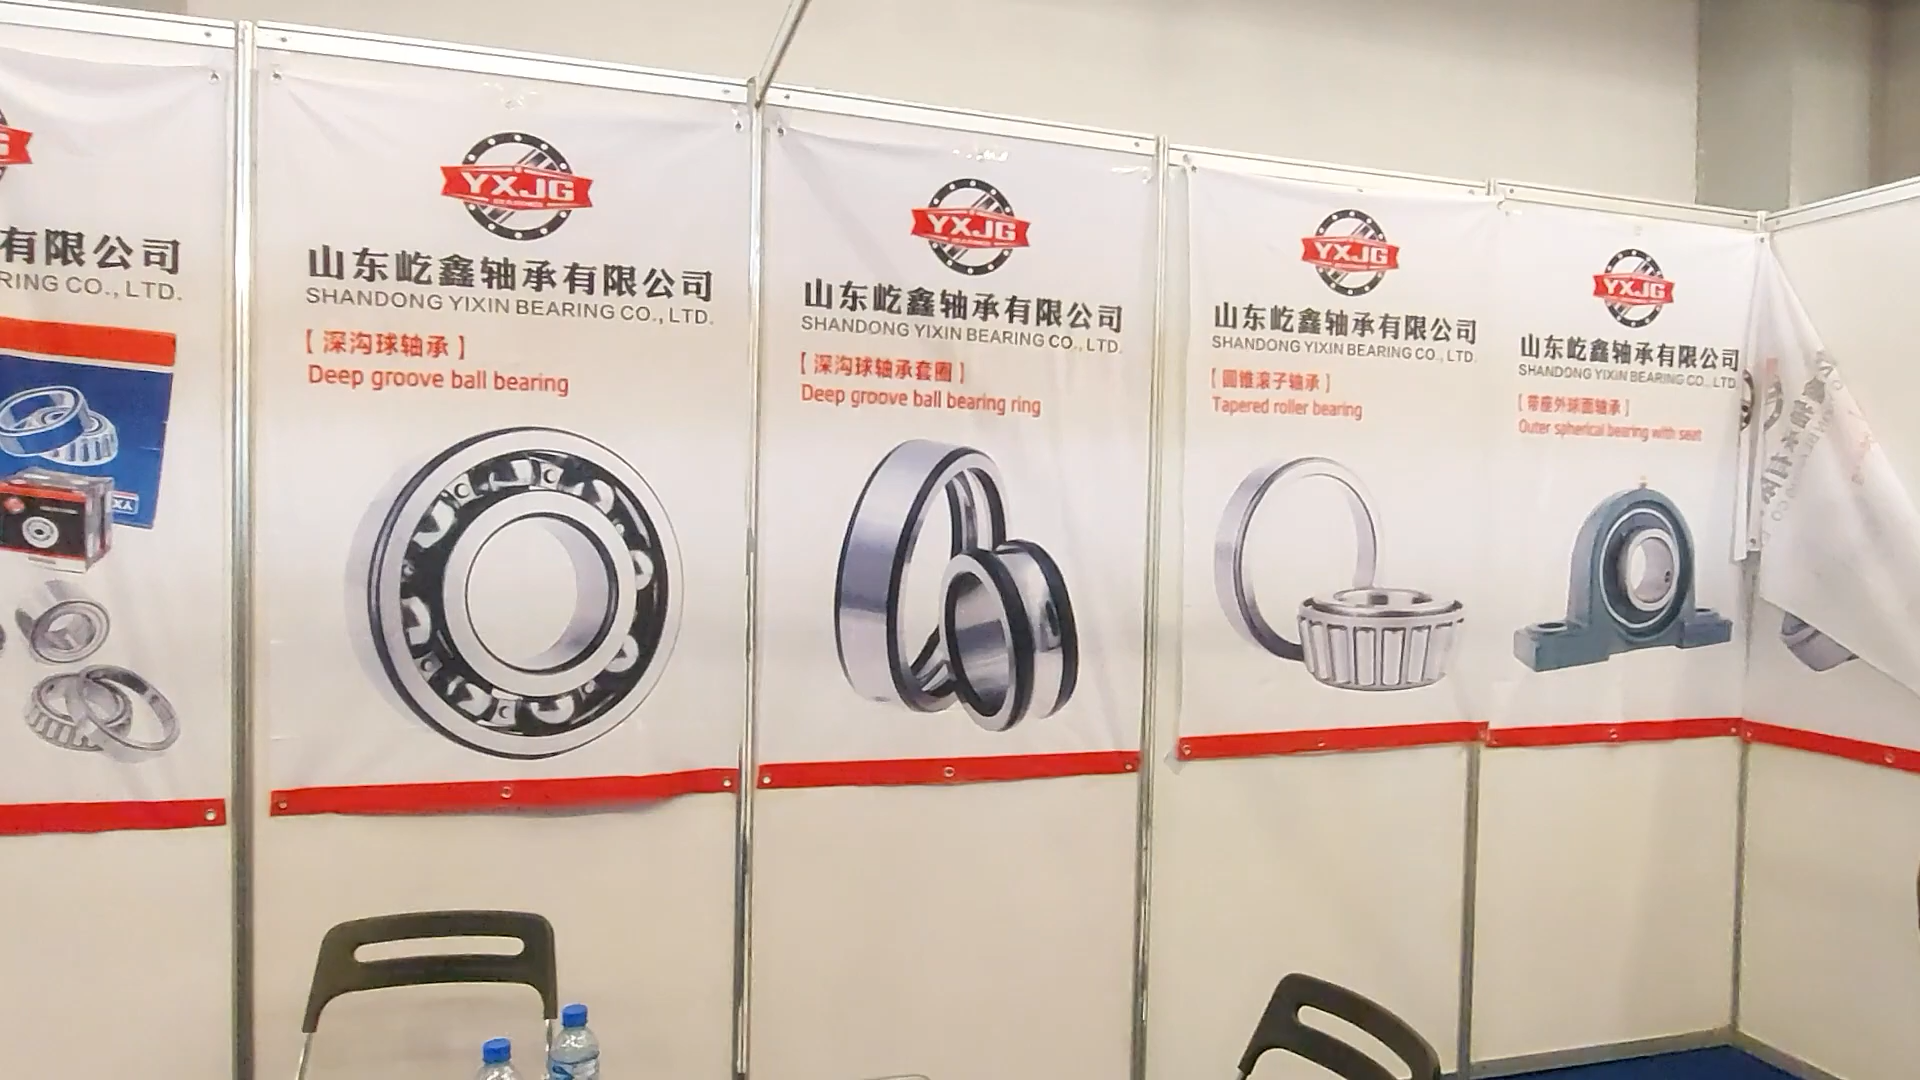 有限公司
RING CO., LTD.
YXJG
BEARINGS
山东屹鑫轴承有限公司
SHANDONG YIXIN BEARING CO., LTD.
【深沟球轴承】
Deep groove ball bearing
YXJG
山东屹鑫轴承有限公司
SHANDONG YIXIN BEARING CO., LTD.
【深沟球轴承套圈】
Deep groove ball bearing ring
YXJG
山东屹鑫轴承有限公司
SHANDONG YIXIN BEARING CO., LTD.
【圆锥滚子轴承】
Tapered roller bearing
YXJG
山东屹鑫轴承有限公司
SHANDONG YIXIN BEARING CO., LTD.
【带座外球面轴承】
Outer spherical bearing with seat